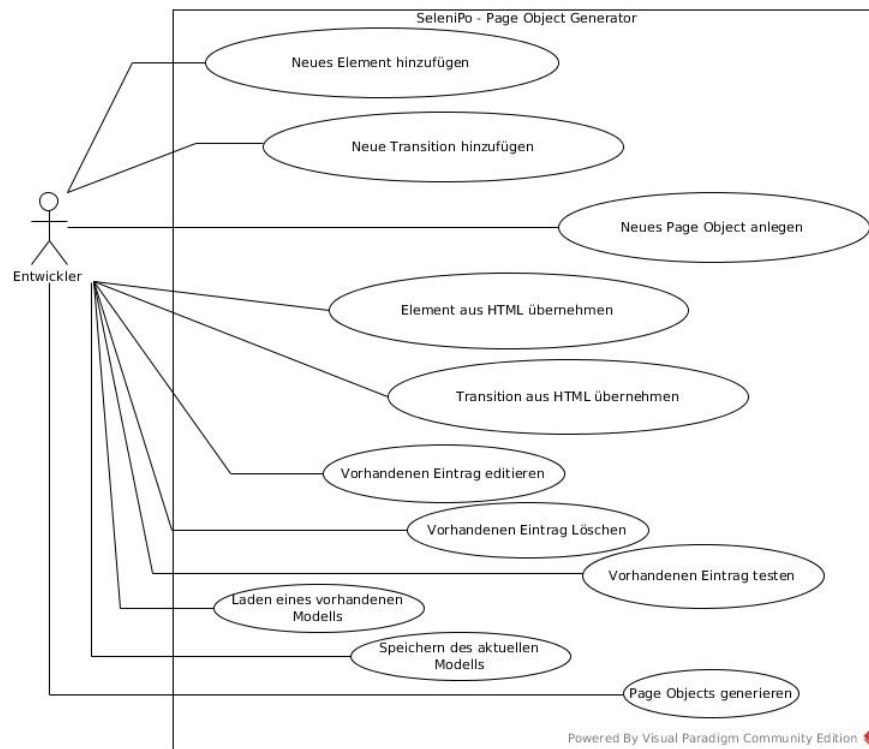 SeleniPo - Page Object Generator
Neues Element hinzufügen
Neue Transition hinzufügen
Neues Page Object anlegen
Entwickler
Element aus HTML übernehmen
Transition aus HTML übernehmen
Vorhandenen Eintrag editieren
Vorhandenen Eintrag Löschen
Vorhandenen Eintrag testen
Laden eines vorhandenen
Modells
Speichern des aktuellen
Modells
Page Objects generieren
Powered By Visual Paradigm Community Edition